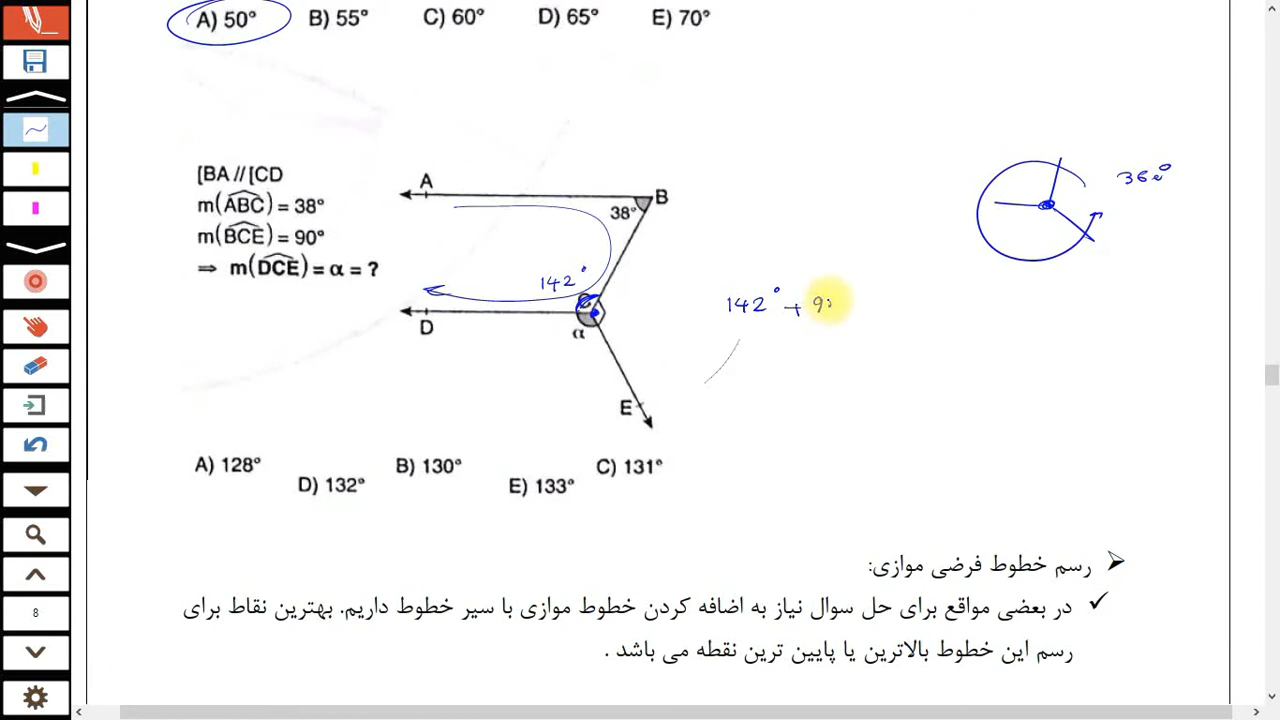 A) 50° B) 55° C) 60° D) 65° E) 70°
[BA // [CD
m(ABC) = 38°
m(BCE) = 90°
⇒ m(DCE) = α = ?
A
B
38°
142°
D
α
E
142° + 9
360°
A) 128° B) 130° C) 131°
D) 132° E) 133°
رسم خطوط فرضی موازی:
در بعضی مواقع برای حل سوال نیاز به اضافه کردن خطوط موازی با سیر خطوط داریم. بهترین نقاط برای
رسم این خطوط بالاترین یا پایین ترین نقطه می باشد .
8